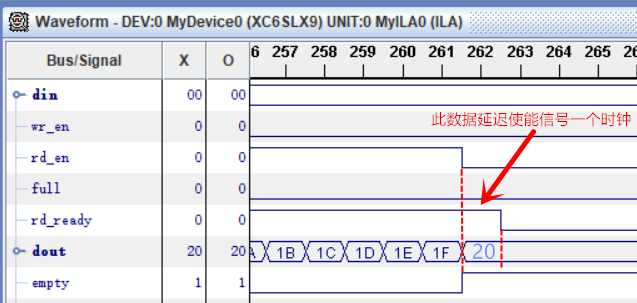 Waveform - DEV:0 MyDevice0 (XC6SLX9) UNIT:0 MyILA0 (ILA)
Bus/Signal X O 6 257 258 259 260 261 262 263 264 265 26
din 00 00
此数据延迟使能信号一个时钟
wr_en 0 0
rd_en 0 0
full 0 0
rd_ready 0 0
dout 20 20 A 1B 1C 1D 1E 1F 20
empty 1 1